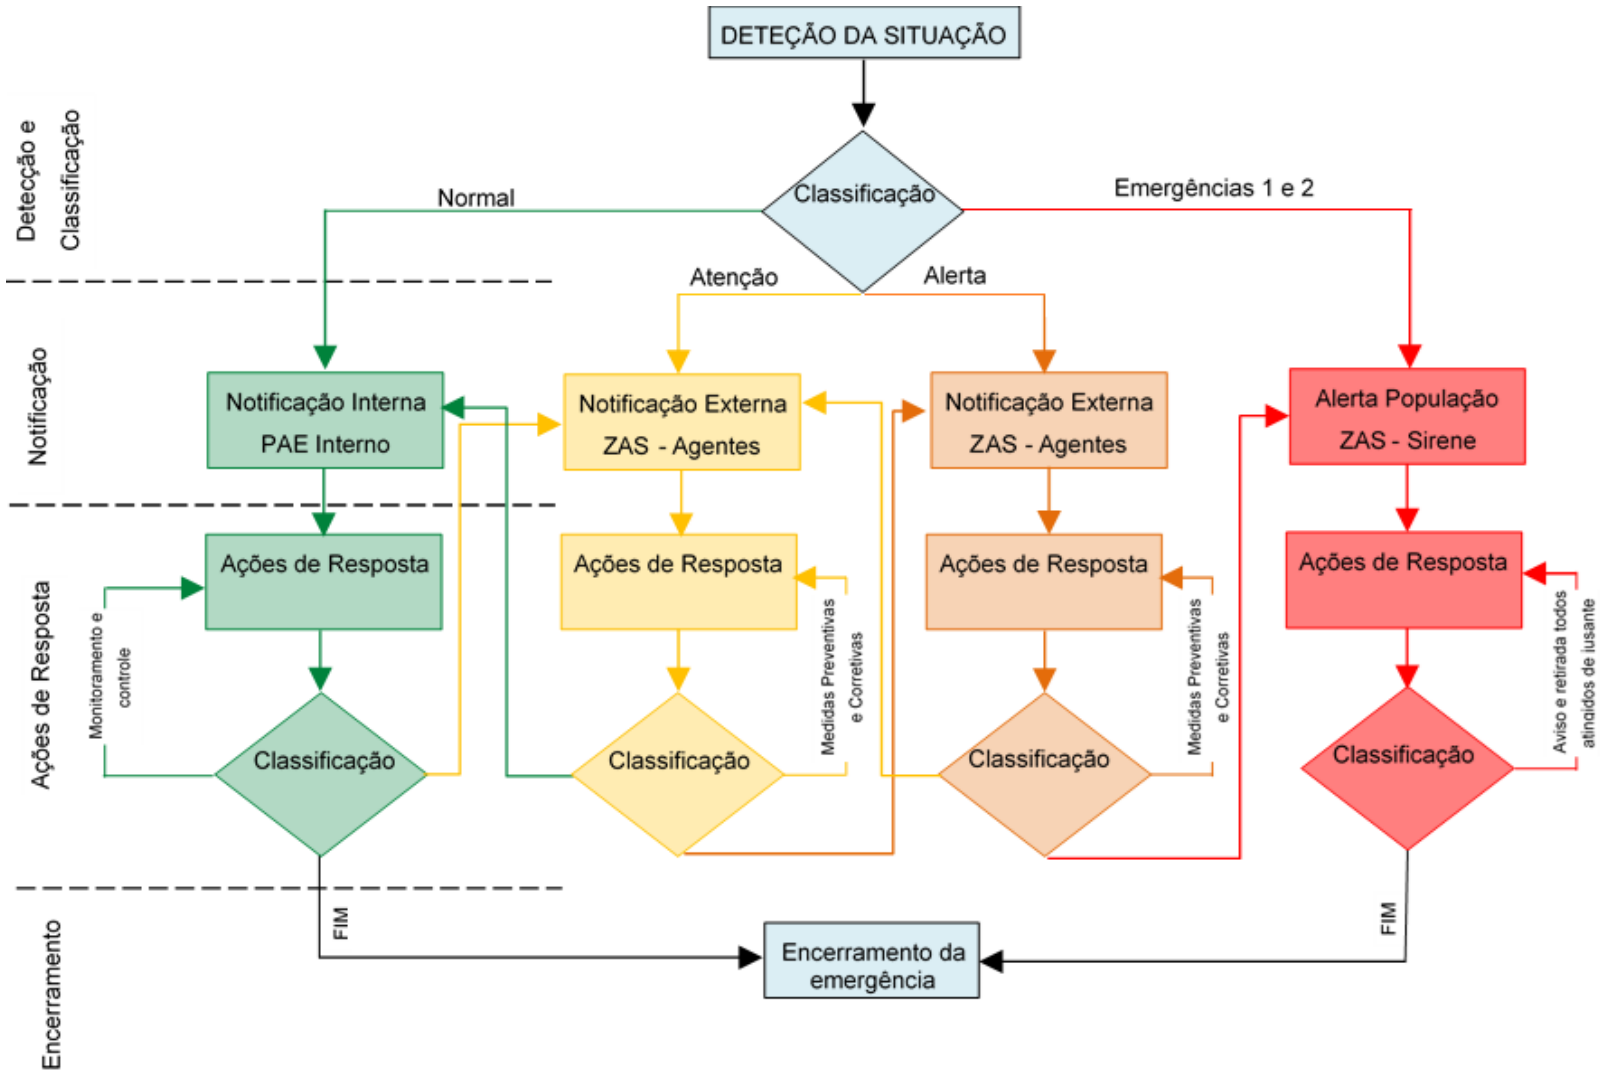 DETEÇÃO DA SITUAÇÃO
Detecção e
Classificação
Classificação
Normal
Emergências 1 e 2
Atenção
Alerta
Notificação
Notificação Interna
PAE Interno
Notificação Externa
ZAS - Agentes
Notificação Externa
ZAS - Agentes
Alerta População
ZAS - Sirene
Ações de Resposta
Ações de Resposta
Ações de Resposta
Ações de Resposta
Ações de Resposta
Monitoramento e
controle
Medidas Preventivas
e Corretivas
Medidas Preventivas
e Corretivas
Aviso e retirada todos
atingidos de jusante
Classificação
Classificação
Classificação
Classificação
FIM
FIM
Encerramento
Encerramento da
emergência